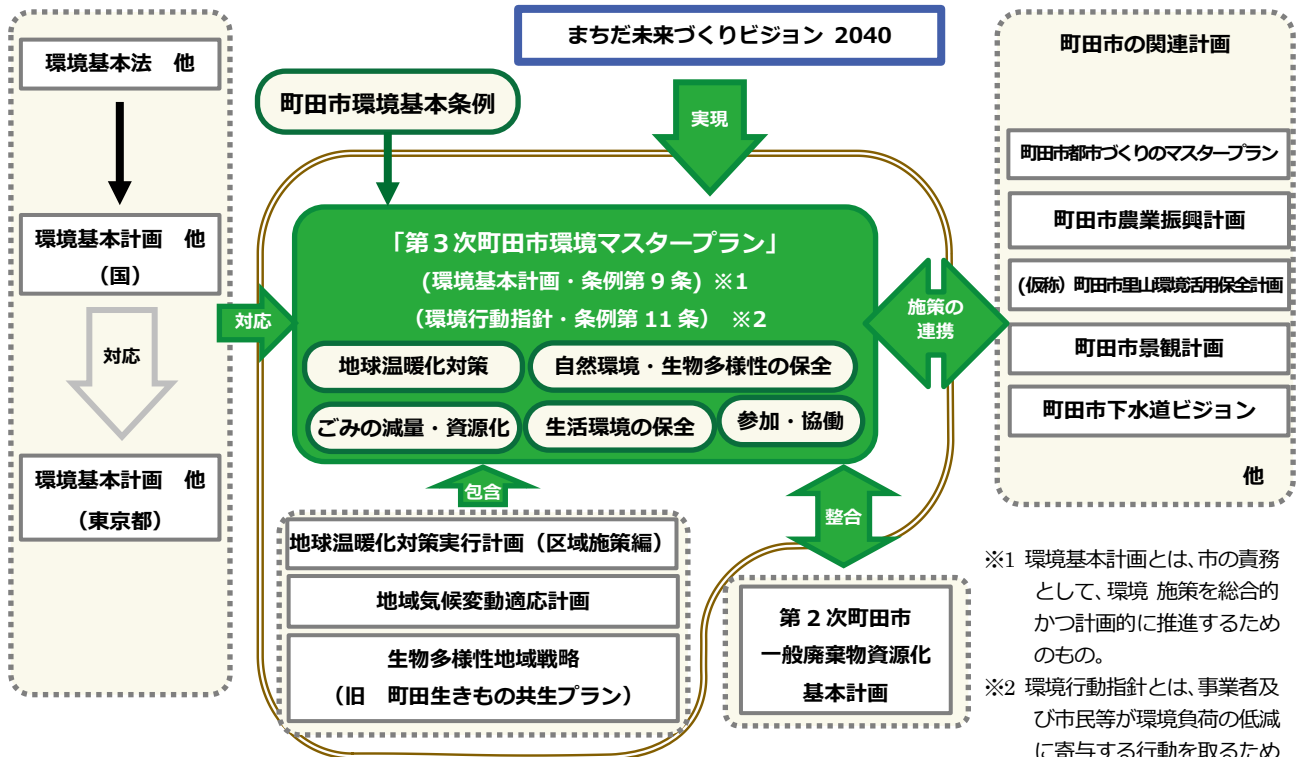 環境基本法　他
環境基本計画　他
（国）
対応
環境基本計画　他
（東京都）
対応
まちだ未来づくりビジョン 2040
町田市環境基本条例
実現
「第３次町田市環境マスタープラン」
(環境基本計画・条例第 9 条) ※1
（環境行動指針・条例第 11 条） ※2
地球温暖化対策
自然環境・生物多様性の保全
ごみの減量・資源化
生活環境の保全
参加・協働
包含
地球温暖化対策実行計画（区域施策編）
地域気候変動適応計画
生物多様性地域戦略
（旧　町田生きもの共生プラン）
整合
第 2 次町田市
一般廃棄物資源化
基本計画
施策の
連携
町田市の関連計画
町田市都市づくりのマスタープラン
町田市農業振興計画
(仮称）町田市里山環境活用保全計画
町田市景観計画
町田市下水道ビジョン
他
※1 環境基本計画とは、市の責務
として、環境 施策を総合的
かつ計画的に推進するため
のもの。
※2 環境行動指針とは、事業者及
び市民等が環境負荷の低減
に寄与する行動を取るため